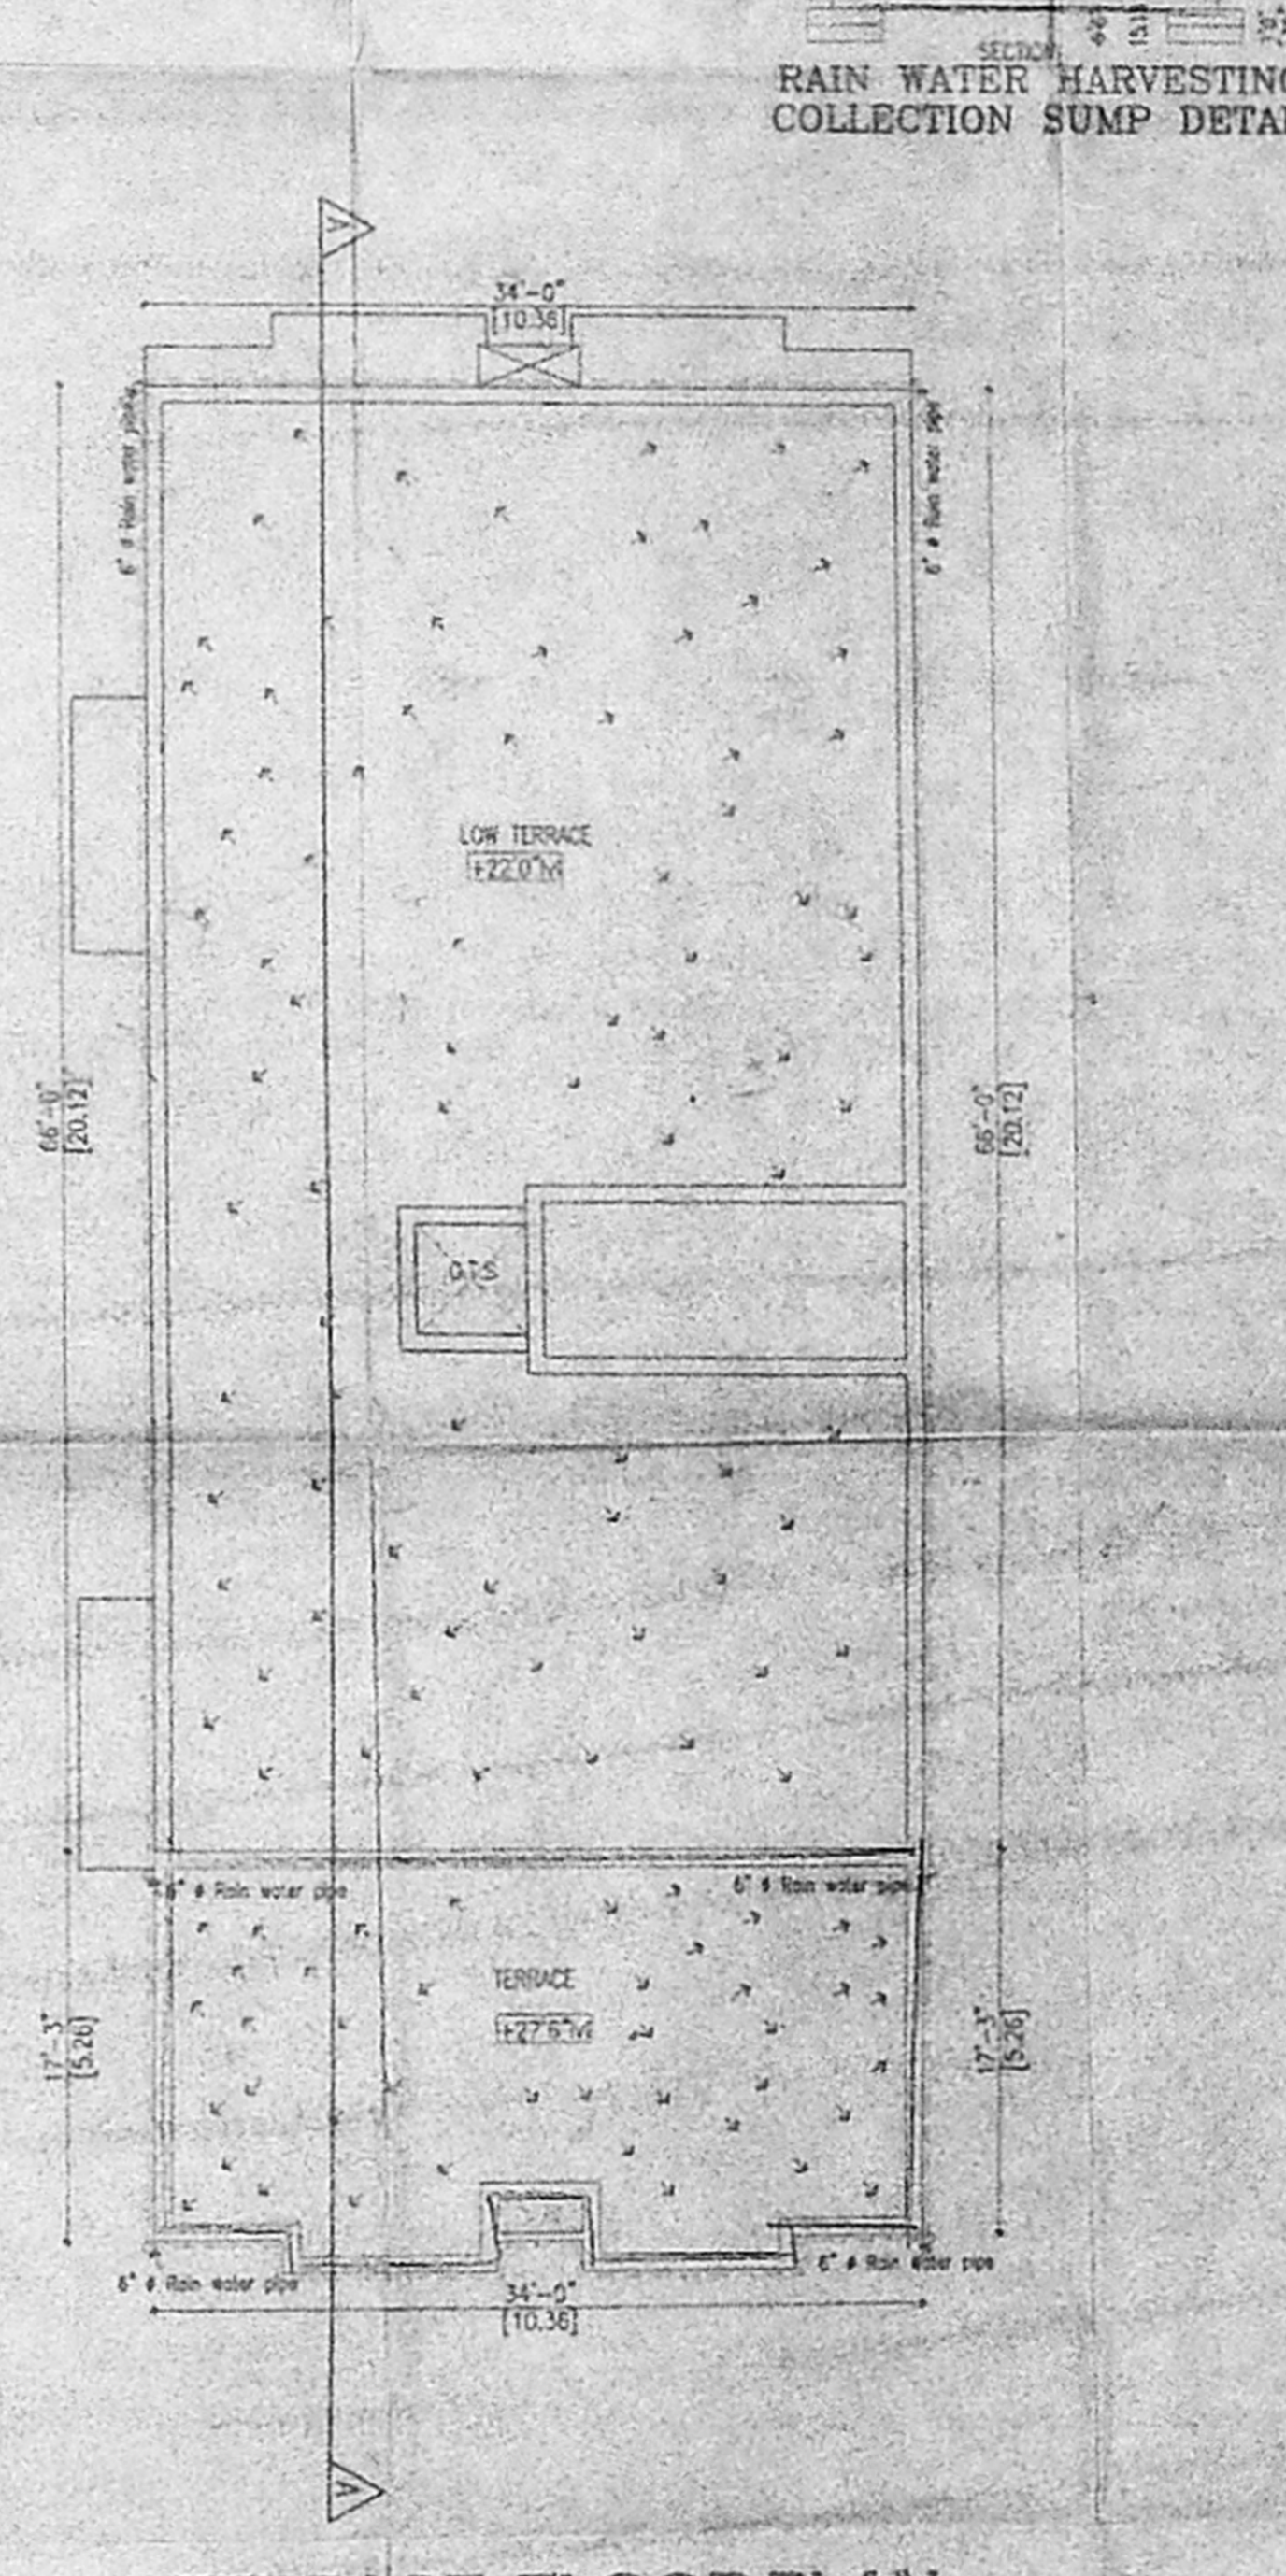 SECTION
RAIN WATER HARVESTING
COLLECTION SUMP DETAI
A
34'-0"
[10.36]
6" ø Rain water pipe
6" ø Rain water pipe
LOW TERRACE
+22'0"M
66'-0"
[20.12]
66'-0"
[20.12]
O.T.S
6" ø Rain water pipe
6" ø Rain water pipe
TERRACE
+27'6"M
17'-3"
[5.26]
17'-3"
[5.26]
6" ø Rain water pipe
6" ø Rain water pipe
34'-0"
[10.36]
A